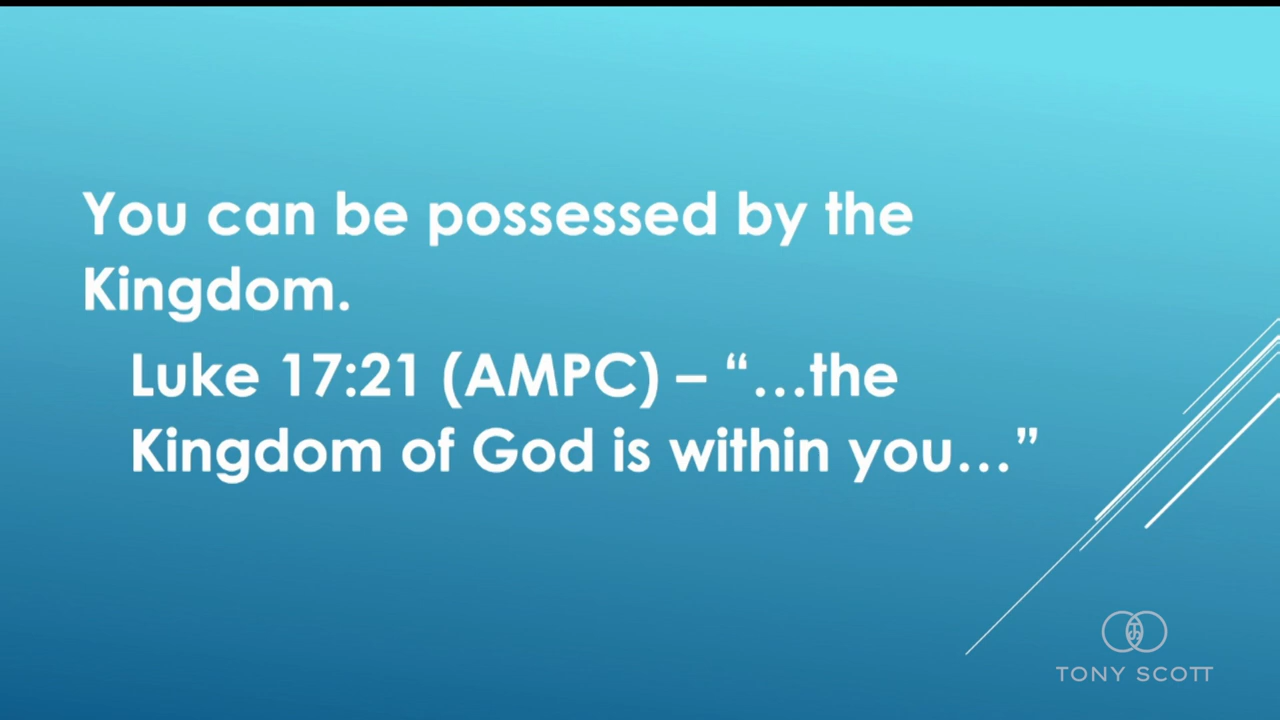 You can be possessed by the
Kingdom.
Luke 17:21 (AMPC) – “…the
Kingdom of God is within you…”
TONY SCOTT